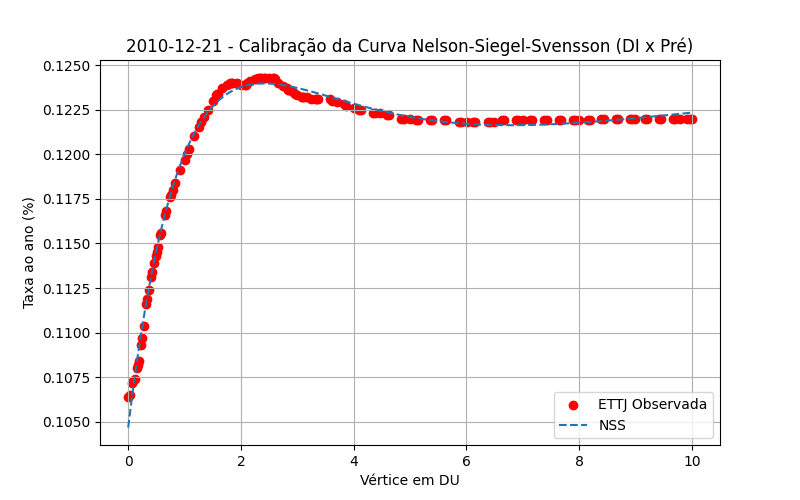 2010-12-21 - Calibração da Curva Nelson-Siegel-Svensson (DI x Pré)
Taxa ao ano (%)
0.1250
0.1225
0.1200
0.1175
0.1150
0.1125
0.1100
0.1075
0.1050
ETTJ Observada
NSS
0 2 4 6 8 10
Vértice em DU